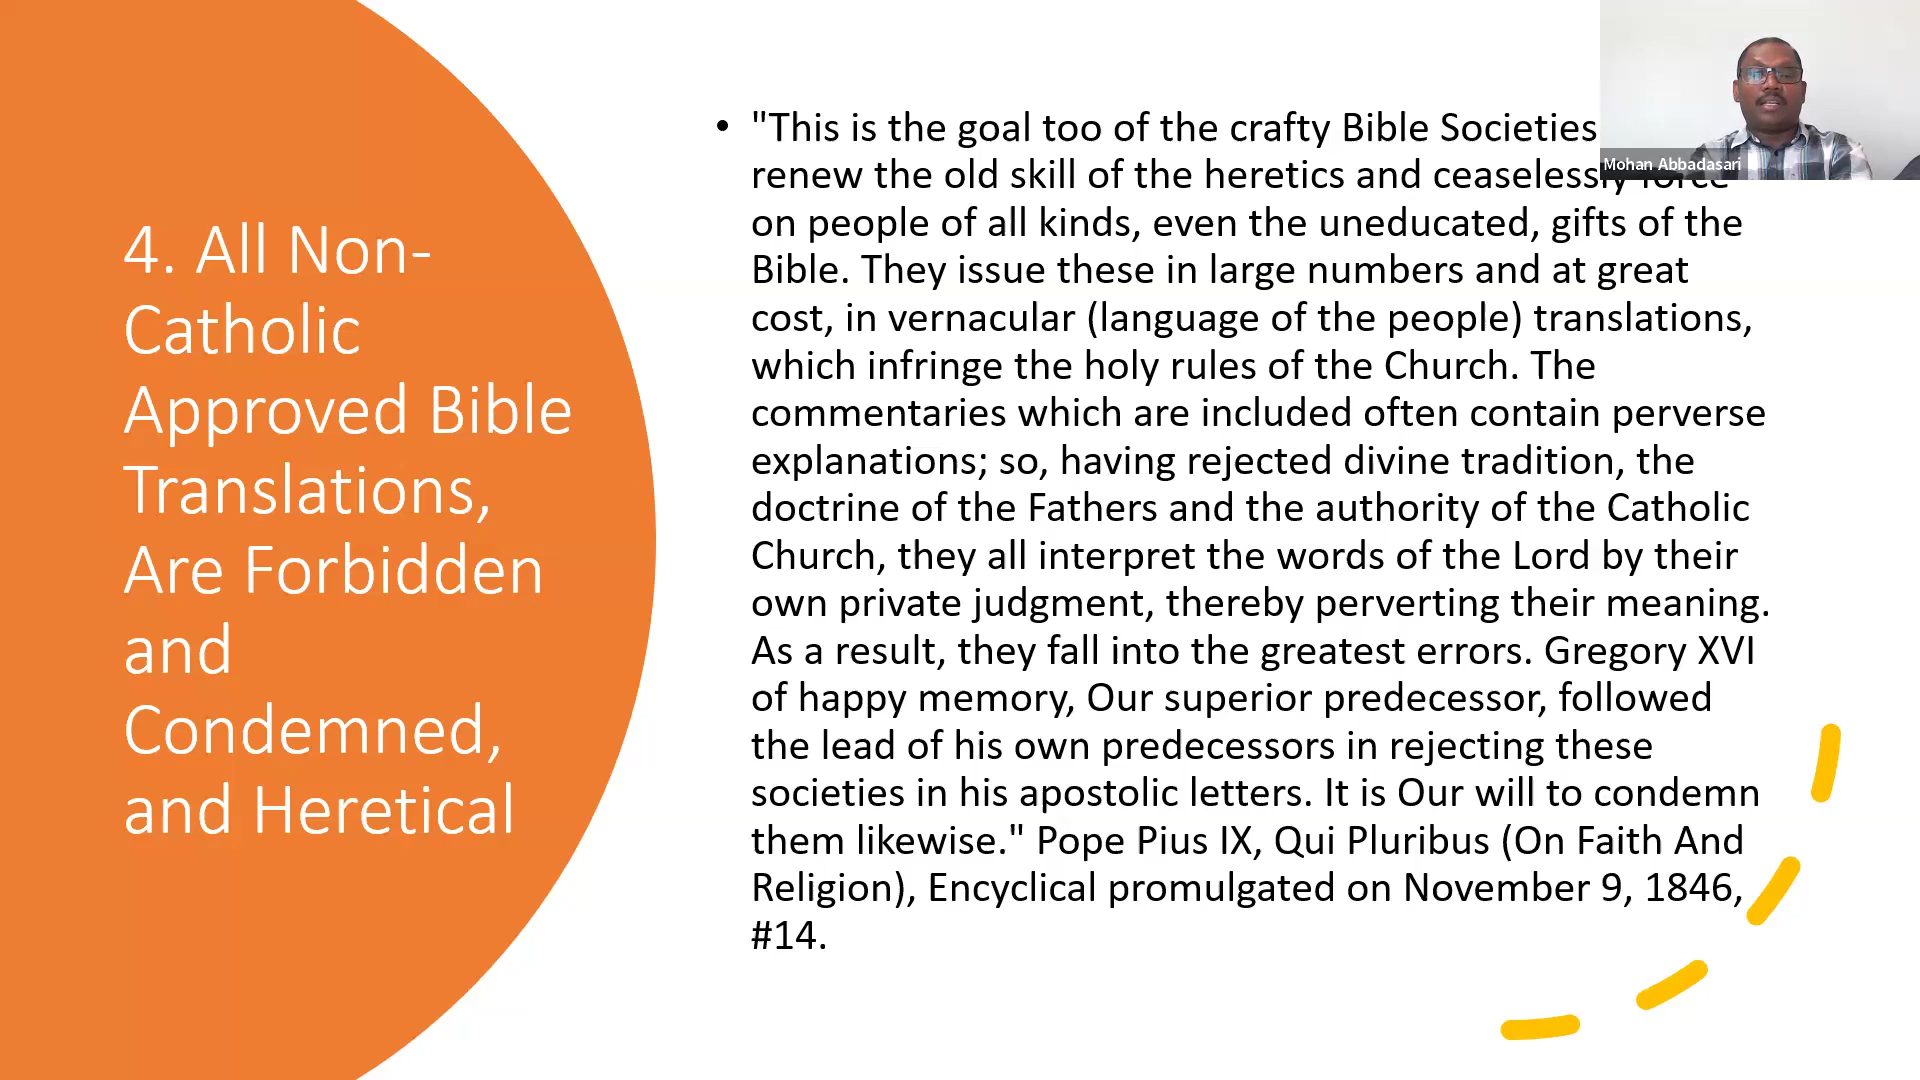 4. All Non-
Catholic
Approved Bible
Translations,
Are Forbidden
and
Condemned,
and Heretical
• "This is the goal too of the crafty Bible Societies
renew the old skill of the heretics and ceaselessly force
on people of all kinds, even the uneducated, gifts of the
Bible. They issue these in large numbers and at great
cost, in vernacular (language of the people) translations,
which infringe the holy rules of the Church. The
commentaries which are included often contain perverse
explanations; so, having rejected divine tradition, the
doctrine of the Fathers and the authority of the Catholic
Church, they all interpret the words of the Lord by their
own private judgment, thereby perverting their meaning.
As a result, they fall into the greatest errors. Gregory XVI
of happy memory, Our superior predecessor, followed
the lead of his own predecessors in rejecting these
societies in his apostolic letters. It is Our will to condemn
them likewise." Pope Pius IX, Qui Pluribus (On Faith And
Religion), Encyclical promulgated on November 9, 1846,
#14.
Mohan Abbadasari